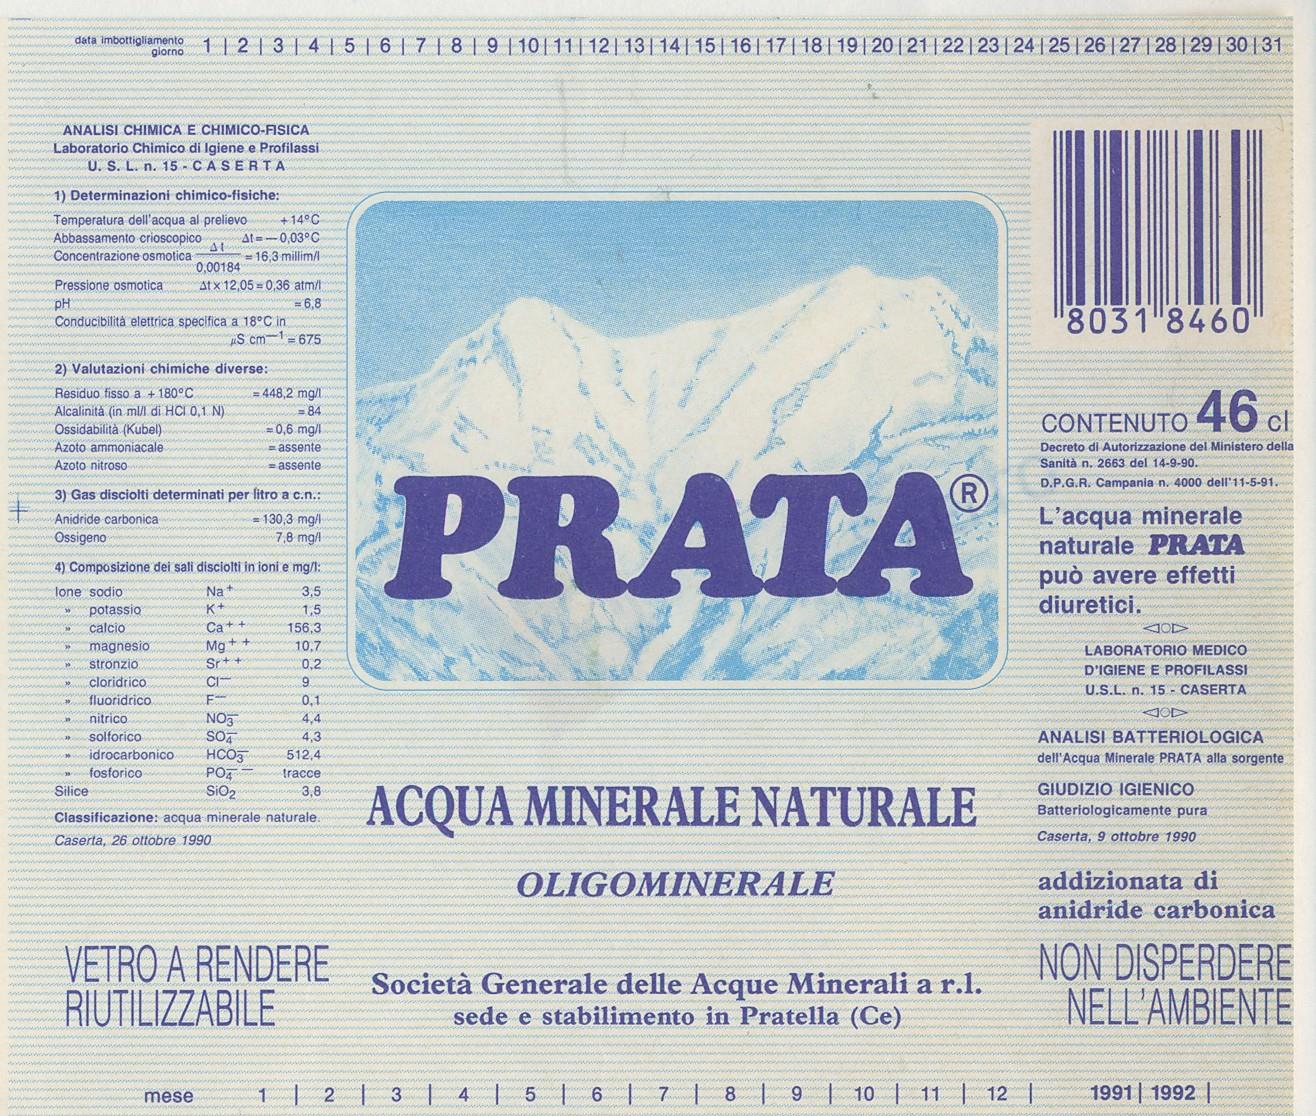 data imbottigliamento
giorno 1 | 2 | 3 | 4 | 5 | 6 | 7 | 8 | 9 | 10 | 11 | 12 | 13 | 14 | 15 | 16 | 17 | 18 | 19 | 20 | 21 | 22 | 23 | 24 | 25 | 26 | 27 | 28 | 29 | 30 | 31
ANALISI CHIMICA E CHIMICO-FISICA
Laboratorio Chimico di Igiene e Profilassi
U. S. L. n. 15 - CASERTA
1) Determinazioni chimico-fisiche:
Temperatura dell'acqua al prelievo +14°C
Abbassamento crioscopico Δt=—0,03°C
Concentrazione osmotica Δt/0,00184 = 16,3 millim/l
Pressione osmotica Δt x 12,05 = 0,36 atm/l
pH = 6,8
Conducibilità elettrica specifica a 18°C in
μS cm—1 = 675
2) Valutazioni chimiche diverse:
Residuo fisso a +180°C = 448,2 mg/l
Alcalinità (in ml/l di HCl 0,1 N) = 84
Ossidabilità (Kubel) = 0,6 mg/l
Azoto ammoniacale = assente
Azoto nitroso = assente
3) Gas disciolti determinati per litro a c.n.:
Anidride carbonica = 130,3 mg/l
Ossigeno 7,8 mg/l
4) Composizione dei sali disciolti in ioni e mg/l:
Ione sodio Na+ 3,5
» potassio K+ 1,5
» calcio Ca++ 156,3
» magnesio Mg++ 10,7
» stronzio Sr++ 0,2
» cloridrico Cl— 9
» fluoridrico F— 0,1
» nitrico NO3— 4,4
» solforico SO4— 4,3
» idrocarbonico HCO3— 512,4
» fosforico PO4— — tracce
Silice SiO2 3,8
Classificazione: acqua minerale naturale.
Caserta, 26 ottobre 1990
VETRO A RENDERE
RIUTILIZZABILE
PRATA®
ACQUA MINERALE NATURALE
OLIGOMINERALE
Società Generale delle Acque Minerali a r.l.
sede e stabilimento in Pratella (Ce)
8031 8460
CONTENUTO 46 cl
Decreto di Autorizzazione del Ministero della
Sanità n. 2663 del 14-9-90.
D.P.G.R. Campania n. 4000 dell'11-5-91.
L'acqua minerale
naturale PRATA
può avere effetti
diuretici.
LABORATORIO MEDICO
D'IGIENE E PROFILASSI
U.S.L. n. 15 - CASERTA
ANALISI BATTERIOLOGICA
dell'Acqua Minerale PRATA alla sorgente
GIUDIZIO IGIENICO
Batteriologicamente pura
Caserta, 9 ottobre 1990
addizionata di
anidride carbonica
NON DISPERDERE
NELL'AMBIENTE
mese 1 | 2 | 3 | 4 | 5 | 6 | 7 | 8 | 9 | 10 | 11 | 12 | 1991 | 1992 |